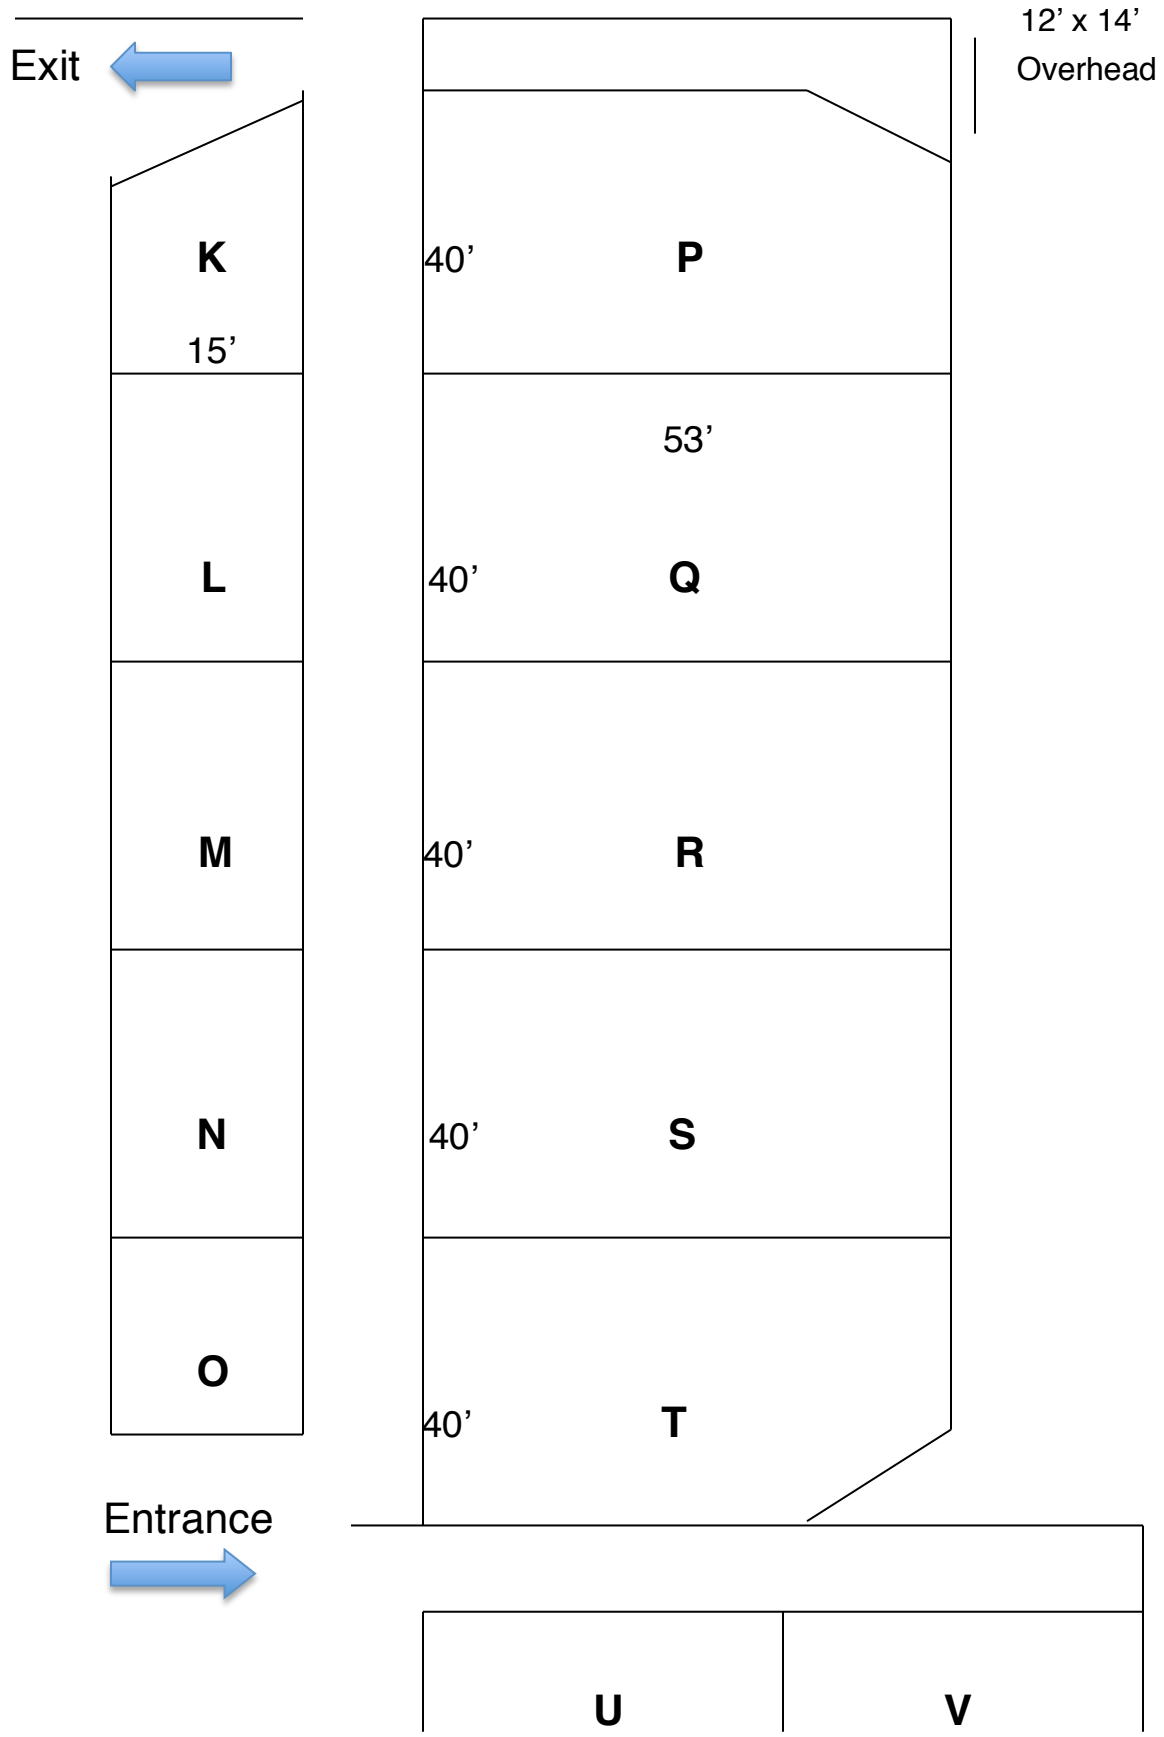 12’ x 14’
Exit
Overhead
K
40’
P
15’
53’
L
40’
Q
M
40’
R
N
40’
S
O
40’
T
Entrance
U
V